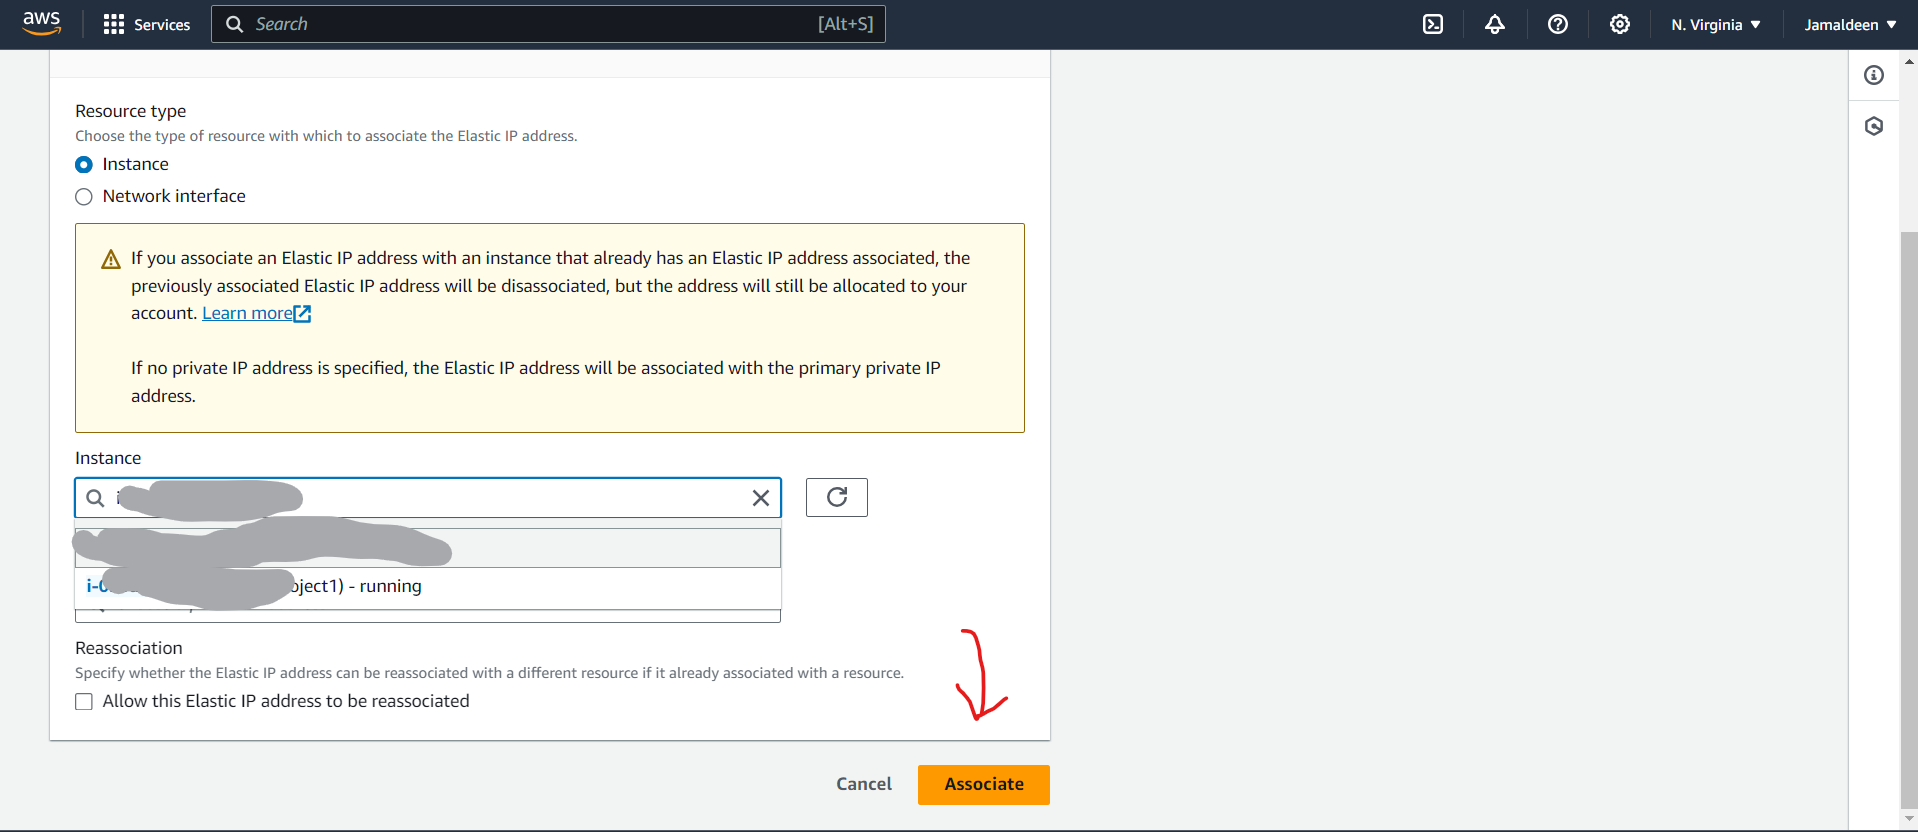 aws
Services
Search
[Alt+S]
N. Virginia
Jamaldeen
Resource type
Choose the type of resource with which to associate the Elastic IP address.
Instance
Network interface
If you associate an Elastic IP address with an instance that already has an Elastic IP address associated, the
previously associated Elastic IP address will be disassociated, but the address will still be allocated to your
account. Learn more
If no private IP address is specified, the Elastic IP address will be associated with the primary private IP
address.
Instance
oject1) - running
Reassociation
Specify whether the Elastic IP address can be reassociated with a different resource if it already associated with a resource.
Allow this Elastic IP address to be reassociated
Cancel
Associate